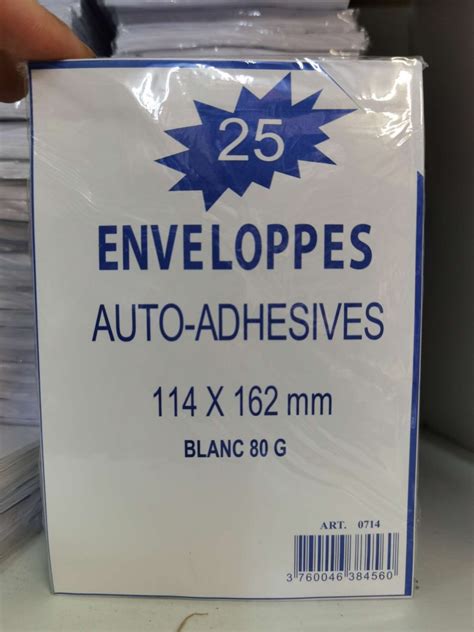 25
ENVELOPPES
AUTO-ADHESIVES
114 X 162 mm
BLANC 80 G
ART. 0714
3 760046 384560